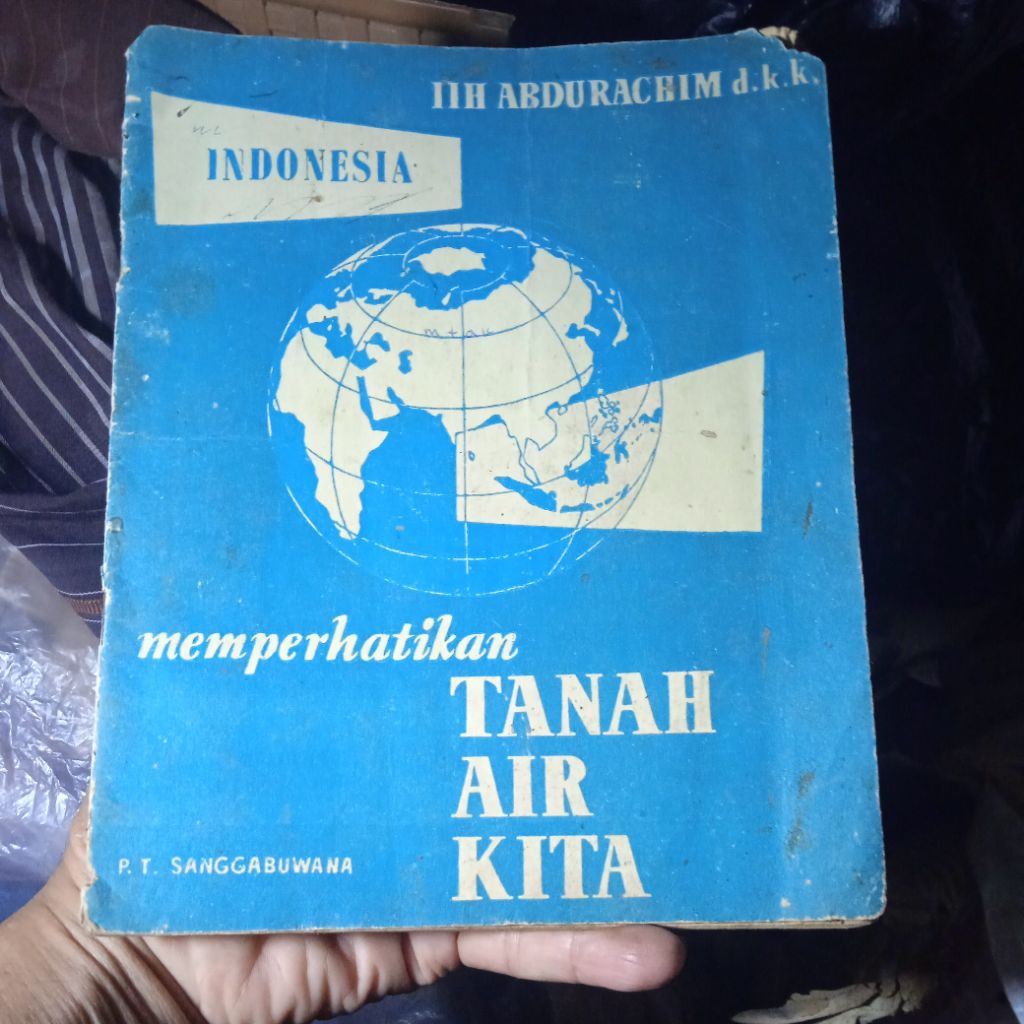 IIH ABDURACHIM d.k.k.
INDONESIA
memperhatikan
TANAH
AIR
KITA
P.T. SANGGABUWANA